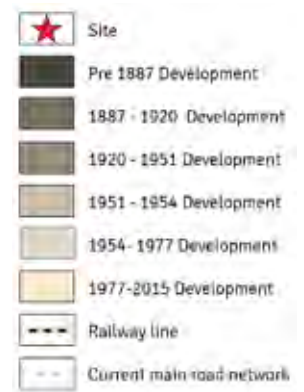 Site
Pre 1887 Development
1887 - 1920 Development
1920 - 1951 Development
1951 - 1954 Development
1954- 1977 Development
1977-2015 Development
Railway line
Current main road network